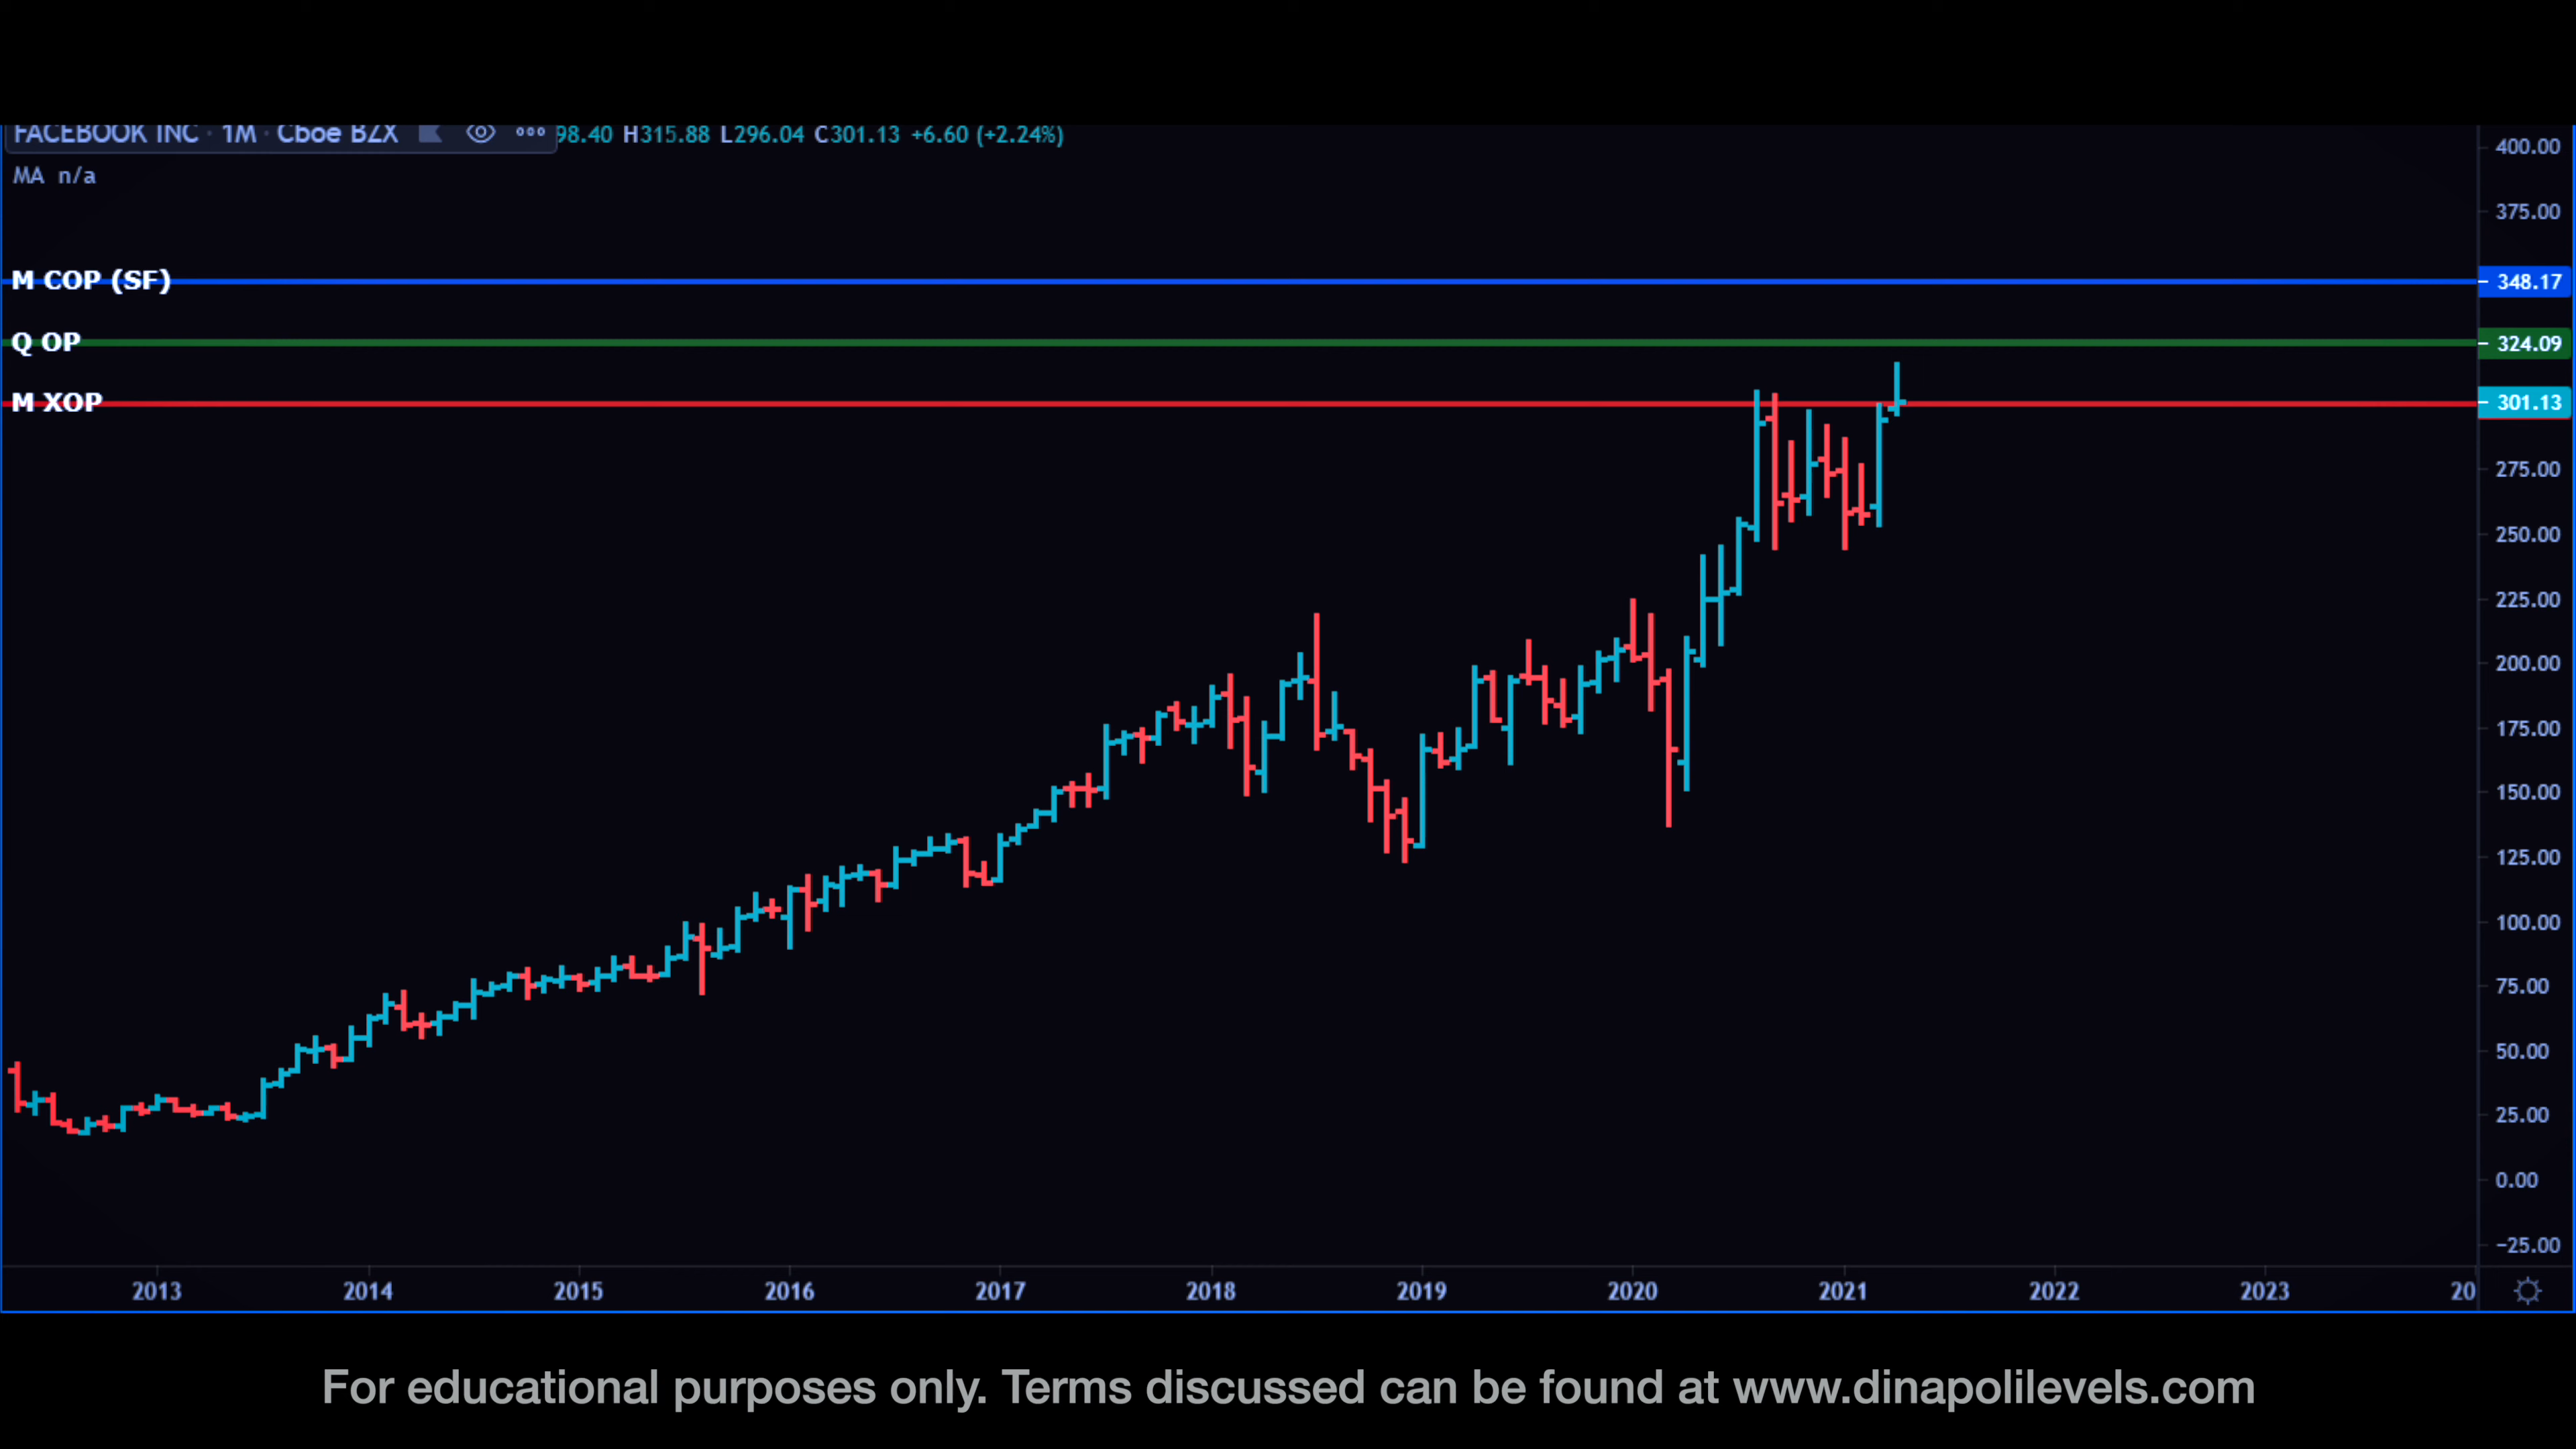 FACEBOOK INC · 1M · Cboe BZX 98.40 H315.88 L296.04 C301.13 +6.60 (+2.24%)
MA n/a
400.00
375.00
M COP (SF) 348.17
Q OP 324.09
M XOP 301.13
275.00
250.00
225.00
200.00
175.00
150.00
125.00
100.00
75.00
50.00
25.00
0.00
−25.00
2013 2014 2015 2016 2017 2018 2019 2020 2021 2022 2023 20
For educational purposes only. Terms discussed can be found at www.dinapolilevels.com